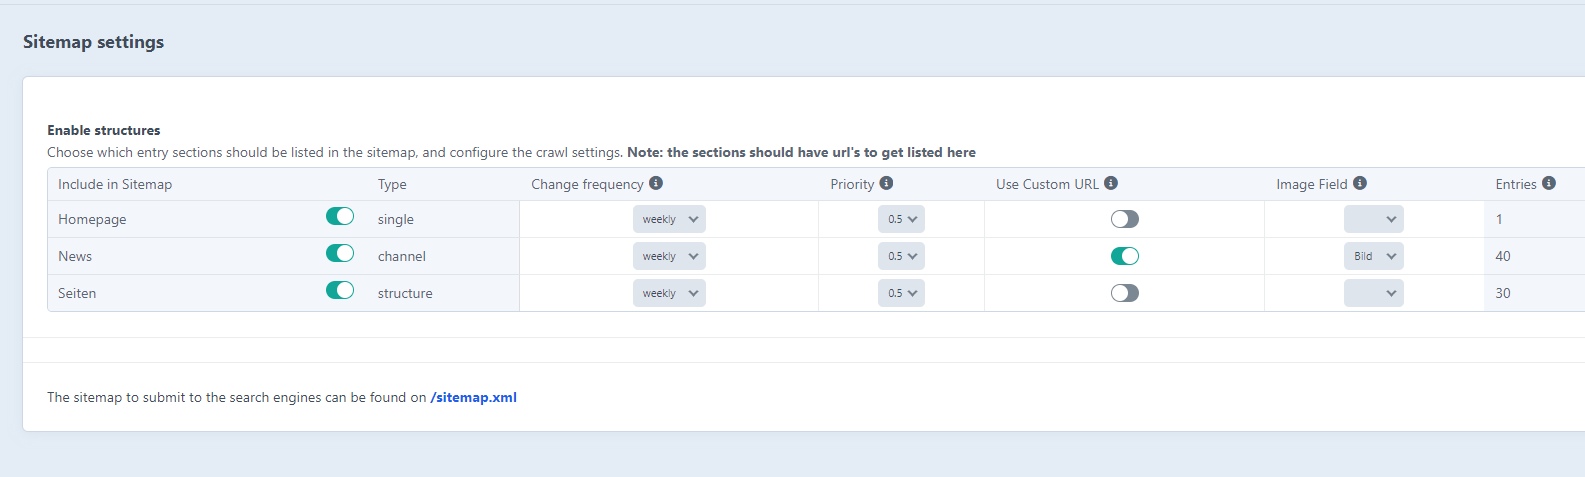 Sitemap settings
Enable structures
Choose which entry sections should be listed in the sitemap, and configure the crawl settings. Note: the sections should have url's to get listed here
Include in Sitemap Type Change frequency Priority Use Custom URL Image Field Entries
Homepage single weekly 0.5 1
News channel weekly 0.5 Bild 40
Seiten structure weekly 0.5 30
The sitemap to submit to the search engines can be found on /sitemap.xml